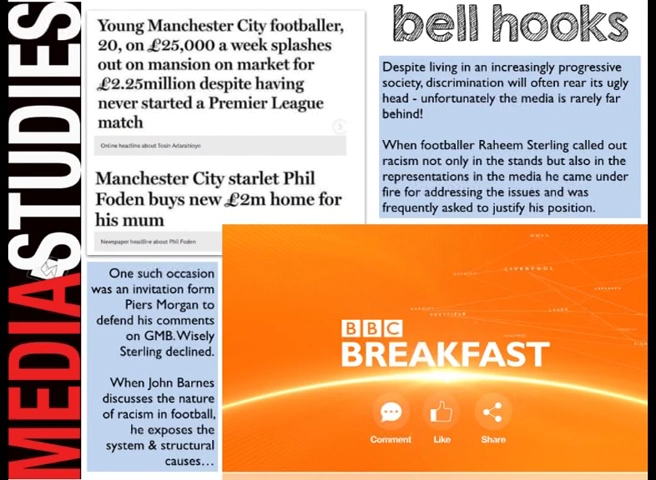 MEDIA STUDIES
Young Manchester City footballer,
20, on £25,000 a week splashes
out on mansion on market for
£2.25million despite having
never started a Premier League
match
Online headline about Tosin Adarabioyo
Manchester City starlet Phil
Foden buys new £2m home for
his mum
Newspaper headline about Phil Foden
bell hooks
Despite living in an increasingly progressive
society, discrimination will often rear its ugly
head - unfortunately the media is rarely far
behind!
When footballer Raheem Sterling called out
racism not only in the stands but also in the
representations in the media he came under
fire for addressing the issues and was
frequently asked to justify his position.
One such occasion
was an invitation form
Piers Morgan to
defend his comments
on GMB. Wisely
Sterling declined.
When John Barnes
discusses the nature
of racism in football,
he exposes the
system & structural
causes...
LIVERPOOL
BBC
BREAKFAST
Comment Like Share